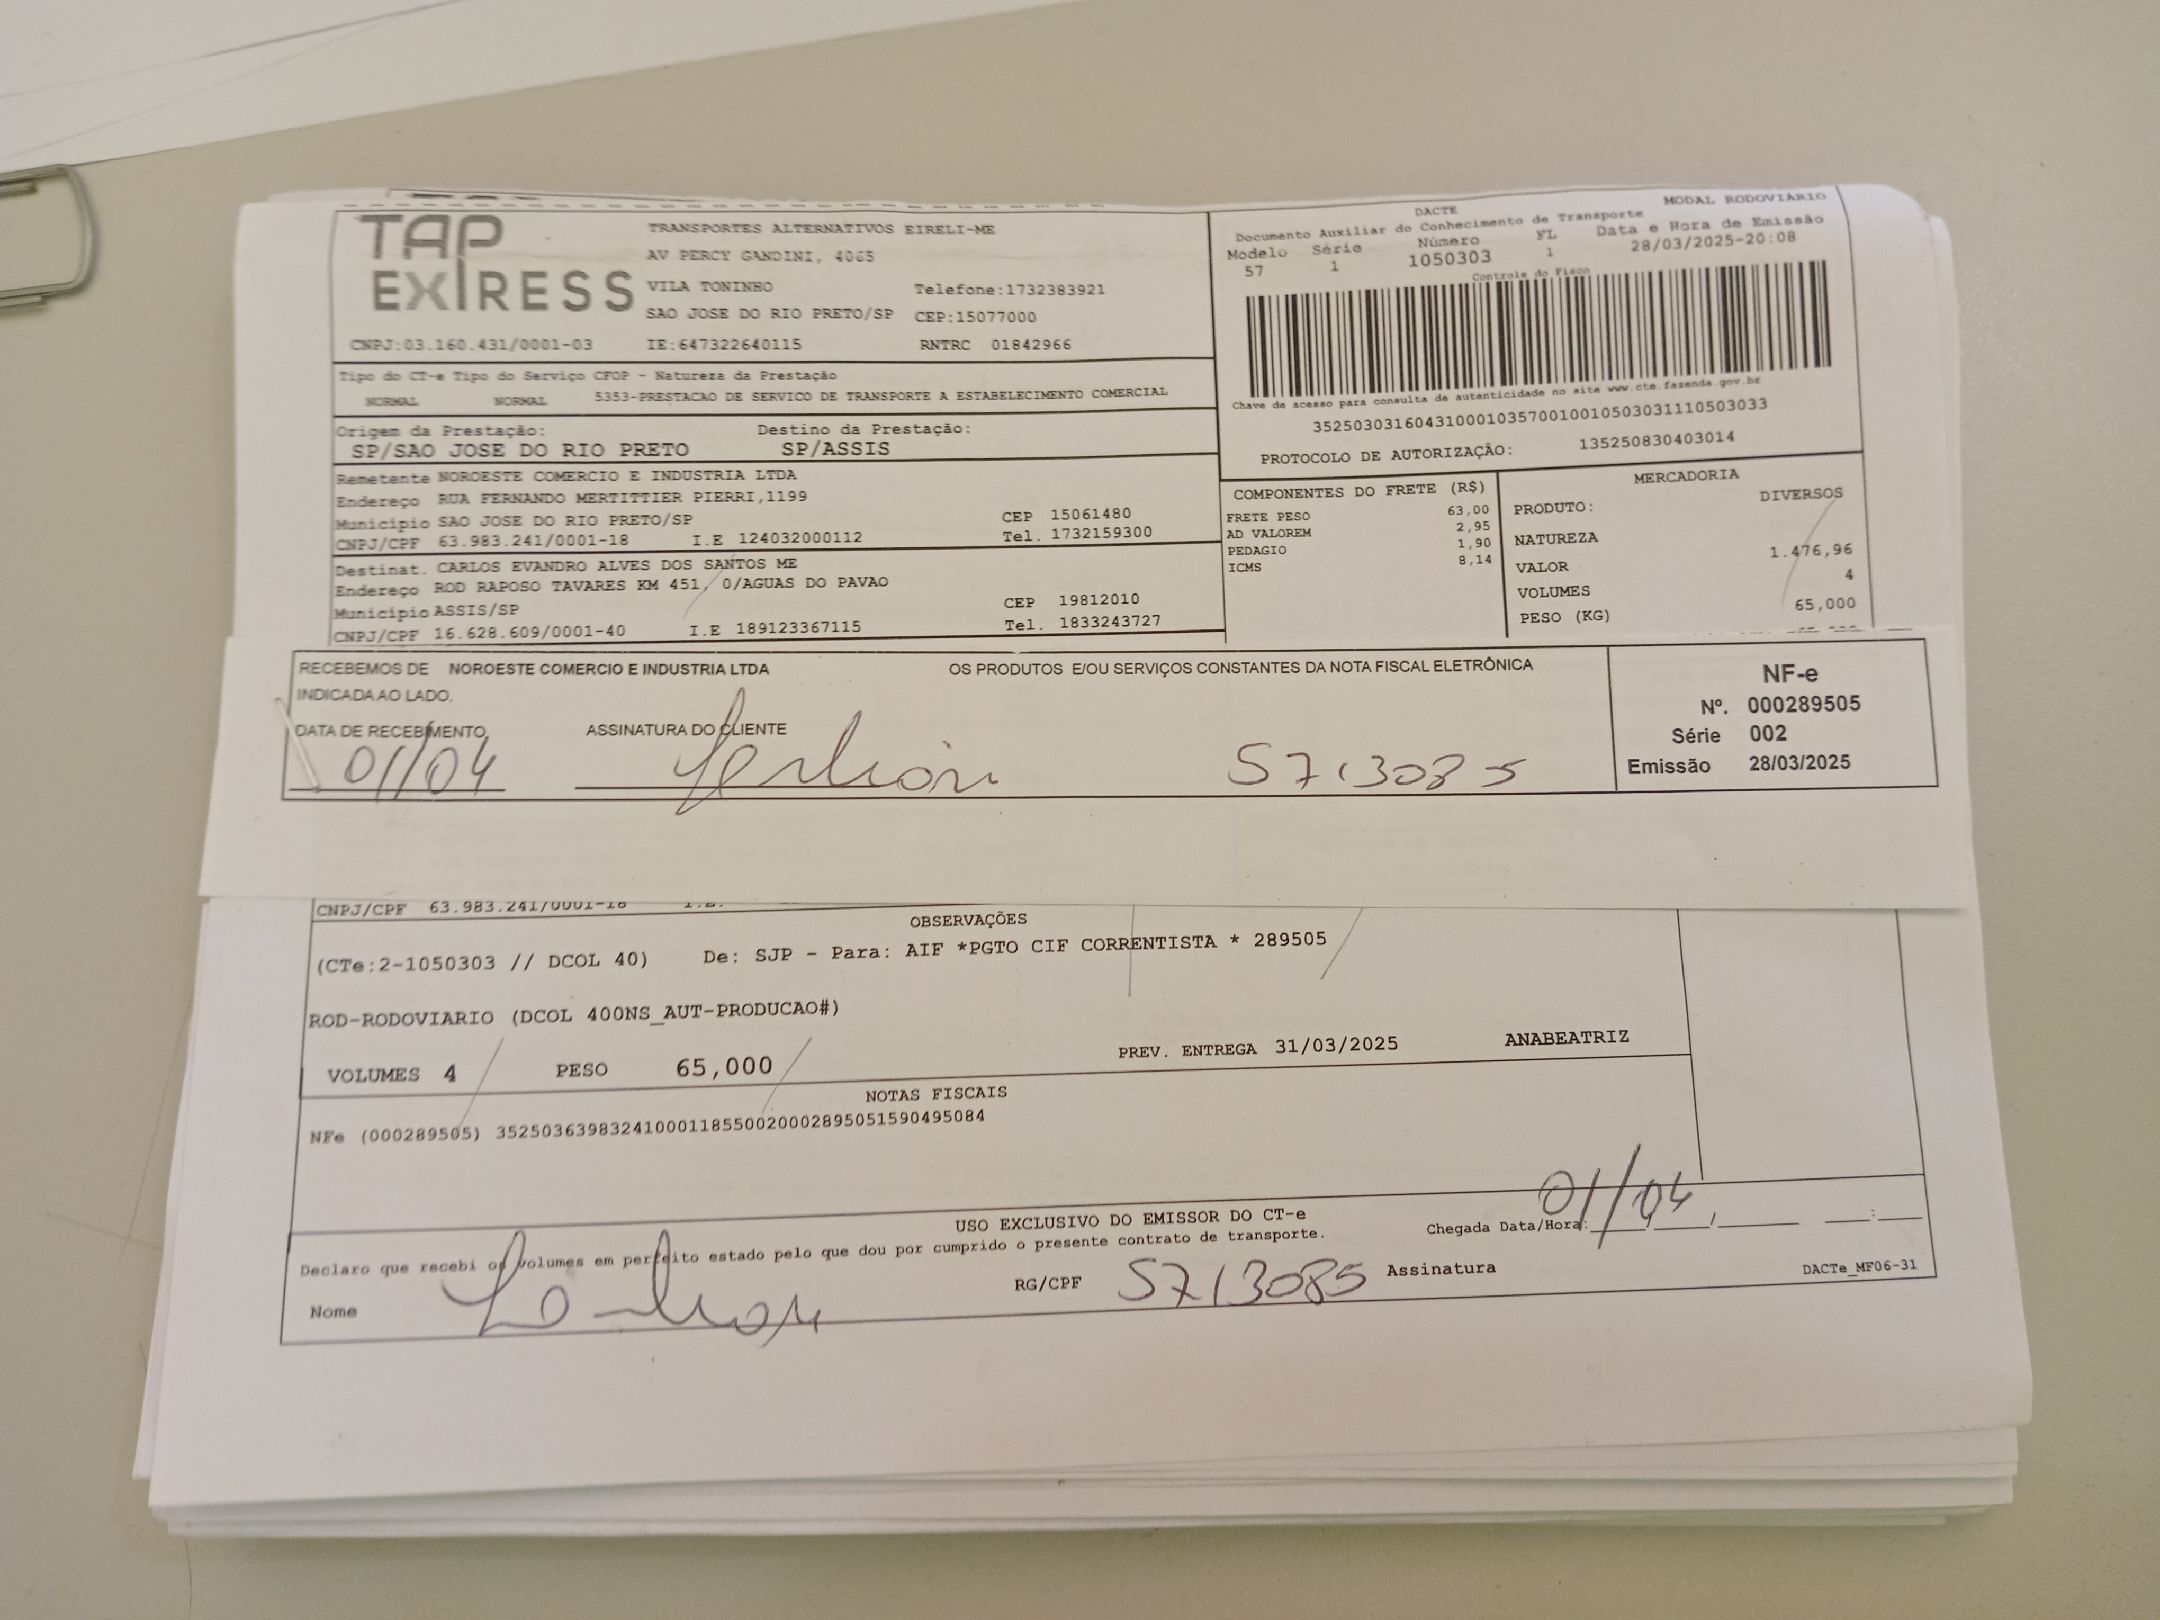 TAP
EXPRESS
TRANSPORTES ALTERNATIVOS EIRELI-ME
AV PERCY GANDINI, 4065
VILA TONINHO Telefone:1732383921
SAO JOSE DO RIO PRETO/SP CEP:15077000
CNPJ:03.160.431/0001-03 IE:647322640115 RNTRC 01842966
DACTE MODAL RODOVIARIO
Documento Auxiliar do Conhecimento de Transporte
Modelo Série Número FL Data e Hora de Emissão
57 1 1050303 1 28/03/2025-20:08
Controle do Fisco
Chave de acesso para consulta de autenticidade no site www.cte.fazenda.gov.br
35250303160431000103570010010503031110503033
PROTOCOLO DE AUTORIZAÇÃO: 135250830403014
Tipo do CT-e Tipo do Serviço CFOP - Natureza da Prestação
NORMAL NORMAL 5353-PRESTACAO DE SERVICO DE TRANSPORTE A ESTABELECIMENTO COMERCIAL
Origem da Prestação: Destino da Prestação:
SP/SAO JOSE DO RIO PRETO SP/ASSIS
Remetente NOROESTE COMERCIO E INDUSTRIA LTDA
Endereço RUA FERNANDO MERTITTIER PIERRI,1199
Município SAO JOSE DO RIO PRETO/SP CEP 15061480
CNPJ/CPF 63.983.241/0001-18 I.E 124032000112 Tel. 1732159300
Destinat. CARLOS EVANDRO ALVES DOS SANTOS ME
Endereço ROD RAPOSO TAVARES KM 451, 0/AGUAS DO PAVAO
Município ASSIS/SP CEP 19812010
CNPJ/CPF 16.628.609/0001-40 I.E 189123367115 Tel. 1833243727
COMPONENTES DO FRETE (R$)
FRETE PESO 63,00
AD VALOREM 2,95
PEDAGIO 1,90
ICMS 8,14
MERCADORIA
PRODUTO: DIVERSOS
NATUREZA
VALOR 1.476,96
VOLUMES 4
PESO (KG) 65,000
RECEBEMOS DE NOROESTE COMERCIO E INDUSTRIA LTDA OS PRODUTOS E/OU SERVIÇOS CONSTANTES DA NOTA FISCAL ELETRÔNICA
INDICADA AO LADO.
DATA DE RECEBIMENTO ASSINATURA DO CLIENTE
01/04 5713085
NF-e
Nº. 000289505
Série 002
Emissão 28/03/2025
CNPJ/CPF 63.983.241/0001-18 I.E.
OBSERVAÇÕES
(CTe:2-1050303 // DCOL 40) De: SJP - Para: AIF *PGTO CIF CORRENTISTA * 289505
ROD-RODOVIARIO (DCOL 400NS_AUT-PRODUCAO#)
VOLUMES 4 PESO 65,000 PREV. ENTREGA 31/03/2025 ANABEATRIZ
NOTAS FISCAIS
NFe (000289505) 35250363983241000118550020002895051590495084
USO EXCLUSIVO DO EMISSOR DO CT-e
Declaro que recebi os volumes em perfeito estado pelo que dou por cumprido o presente contrato de transporte.
Chegada Data/Hora: 01/04
Nome RG/CPF 5713085 Assinatura
DACTe_MF06-31